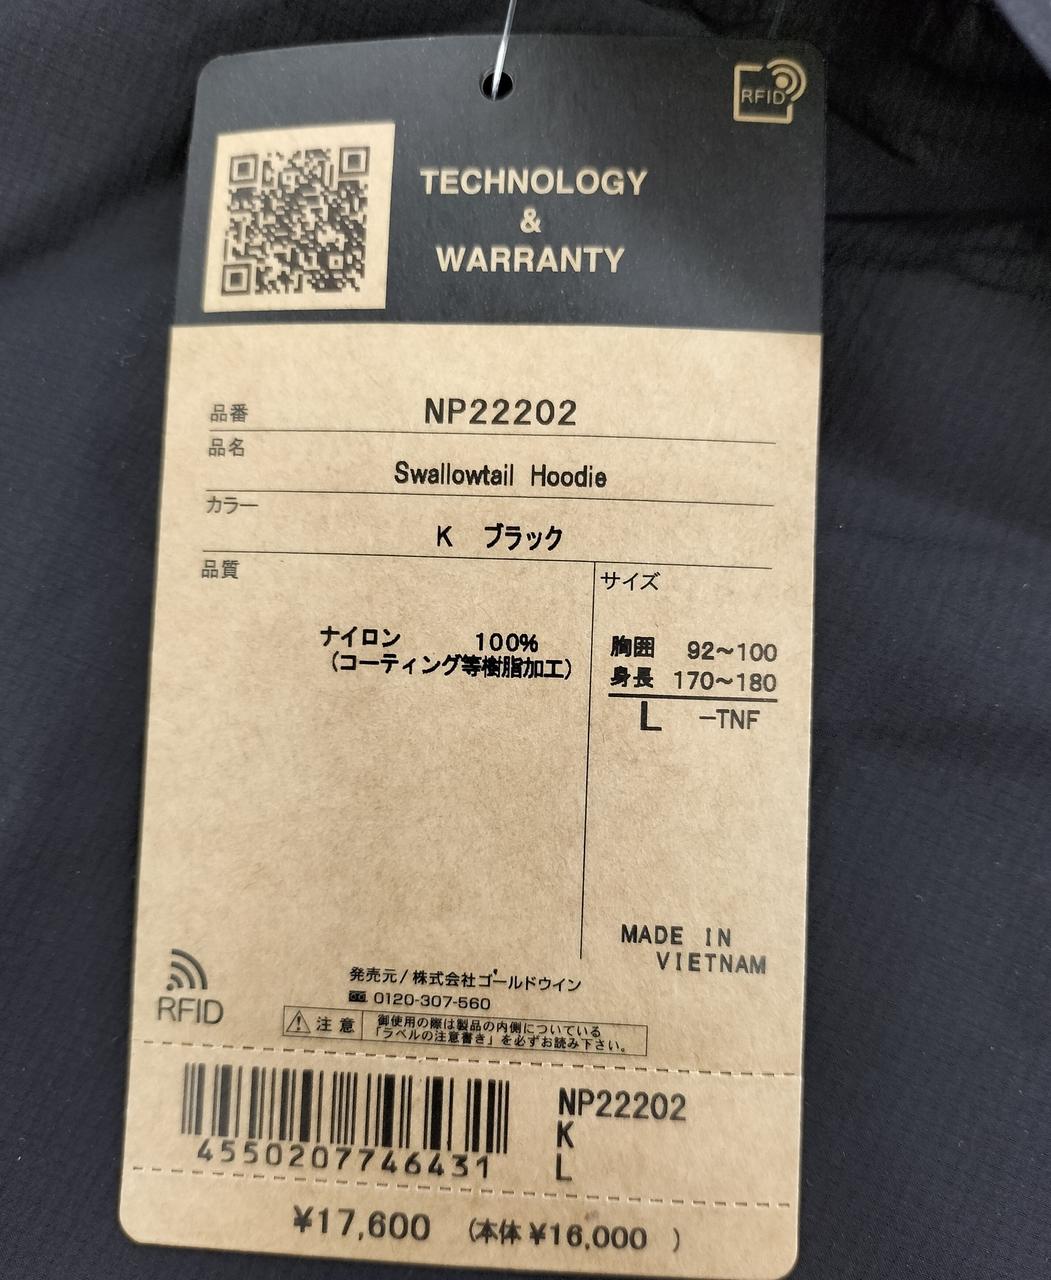 RFID
TECHNOLOGY
&
WARRANTY
品番 NP22202
品名
Swallowtail Hoodie
カラー
K ブラック
品質
ナイロン 100%
(コーティング等樹脂加工)
サイズ
胸囲 92~100
身長 170~180
L -TNF
MADE IN
VIETNAM
RFID
発売元/株式会社ゴールドウイン
0120-307-560
注意
御使用の際は製品の内側についている
「ラベルの注意書き」を必ずお読み下さい。
4550207746431
NP22202
K
L
¥17,600 (本体 ¥16,000 )